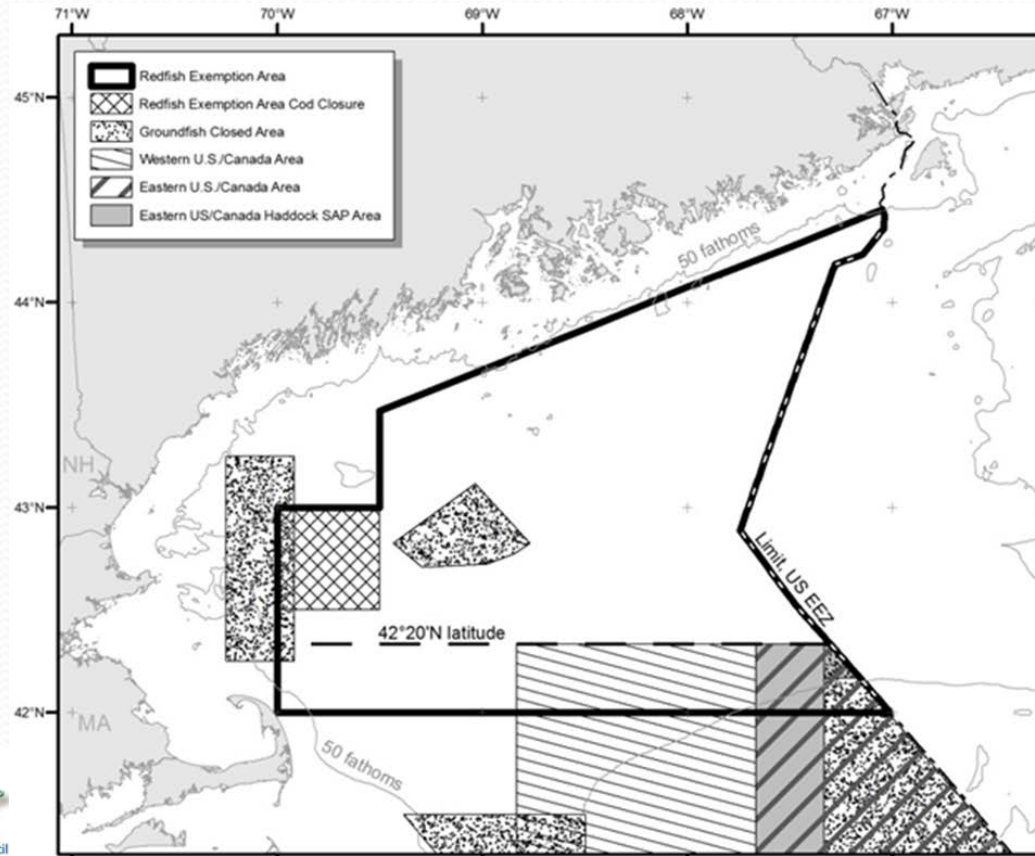 71°W 70°W 69°W 68°W 67°W
Redfish Exemption Area
Redfish Exemption Area Cod Closure
Groundfish Closed Area
Western U.S./Canada Area
Eastern U.S./Canada Area
Eastern US/Canada Haddock SAP Area
45°N
50 fathoms
44°N
NH
43°N
Limit, US EEZ
42°20'N latitude
42°N
MA
50 fathoms
cil